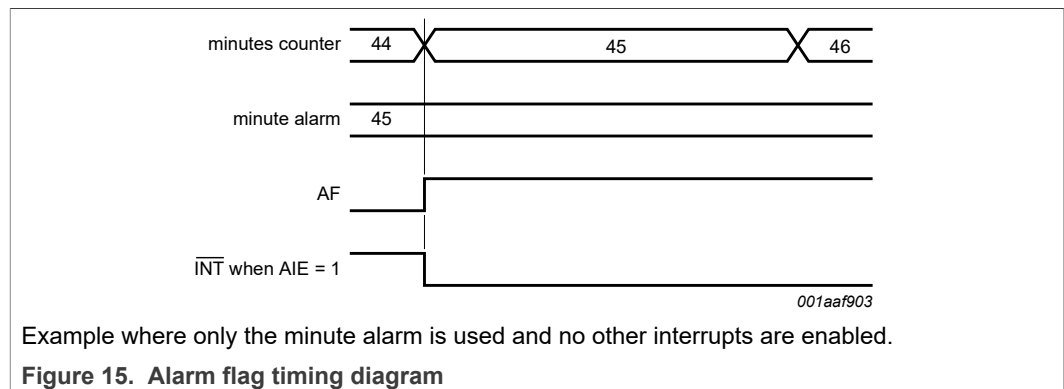 minutes counter 44 45 46
minute alarm 45
AF
I̅N̅T̅ when AIE = 1
001aaf903
Example where only the minute alarm is used and no other interrupts are enabled.
Figure 15. Alarm flag timing diagram